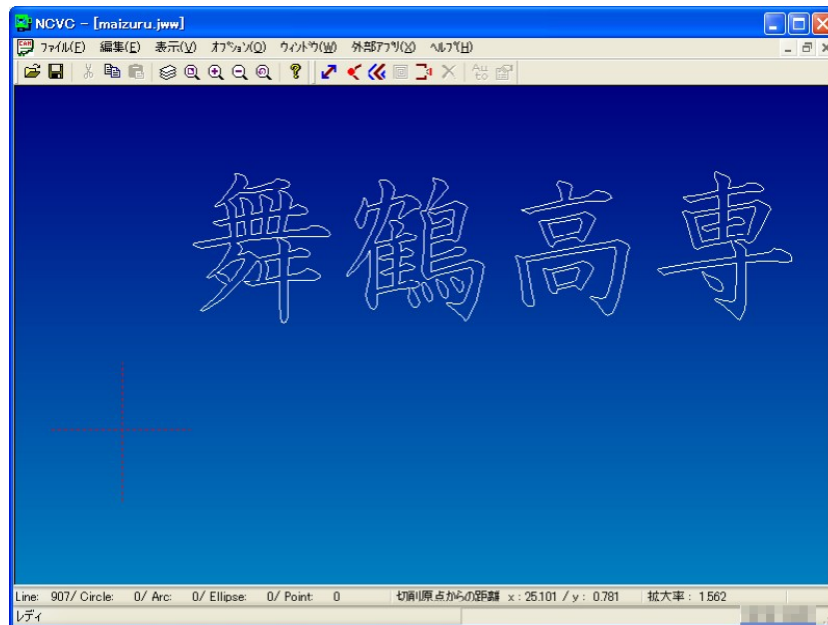 NCVC - [maizuru.jww]
ﾌｧｲﾙ(F) 編集(E) 表示(V) ｵﾌﾟｼｮﾝ(O) ｳｨﾝﾄﾞｳ(W) 外部ｱﾌﾟﾘ(X) ﾍﾙﾌﾟ(H)
舞鶴高専
Line: 907/ Circle: 0/ Arc: 0/ Ellipse: 0/ Point: 0 切削原点からの距離 x : 25.101 / y : 0.781 拡大率 : 1.562
レディ